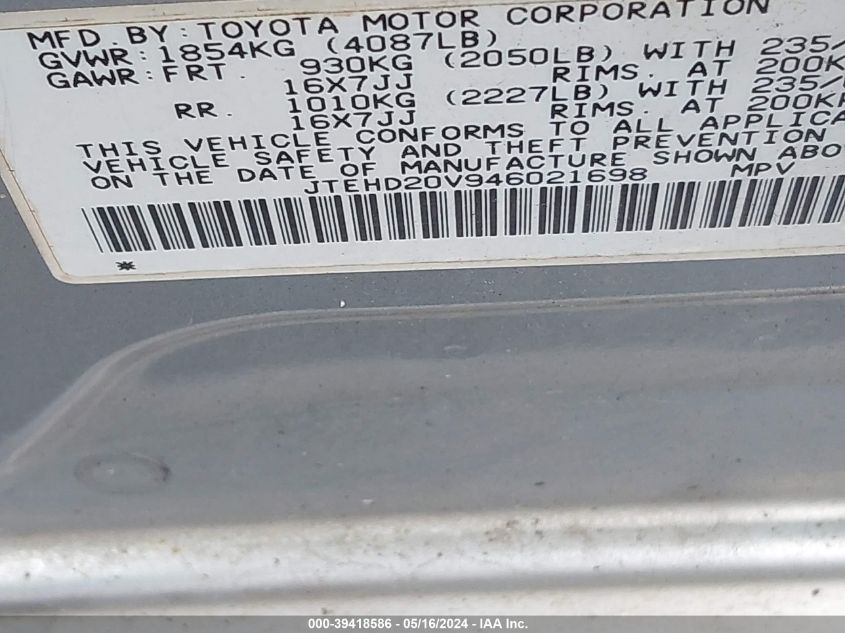 MFD BY: TOYOTA MOTOR CORPORATION
GVWR: 1854KG (4087LB)
GAWR: FRT. 930KG (2050LB) WITH 235/
16X7JJ RIMS. AT 200K
RR. 1010KG (2227LB) WITH 235/
16X7JJ RIMS. AT 200K
THIS VEHICLE CONFORMS TO ALL APPLICA
VEHICLE SAFETY AND THEFT PREVENTION
ON THE DATE OF MANUFACTURE SHOWN ABO
JTEHD20V946021698 MPV
*
000-39418586 - 05/16/2024 - IAA Inc.